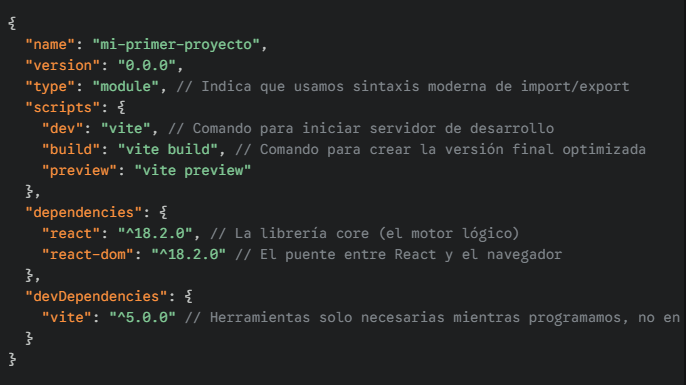 {
  "name": "mi-primer-proyecto",
  "version": "0.0.0",
  "type": "module", // Indica que usamos sintaxis moderna de import/export
  "scripts": {
    "dev": "vite", // Comando para iniciar servidor de desarrollo
    "build": "vite build", // Comando para crear la versión final optimizada
    "preview": "vite preview"
  },
  "dependencies": {
    "react": "^18.2.0", // La librería core (el motor lógico)
    "react-dom": "^18.2.0" // El puente entre React y el navegador
  },
  "devDependencies": {
    "vite": "^5.0.0" // Herramientas solo necesarias mientras programamos, no en
  }
}